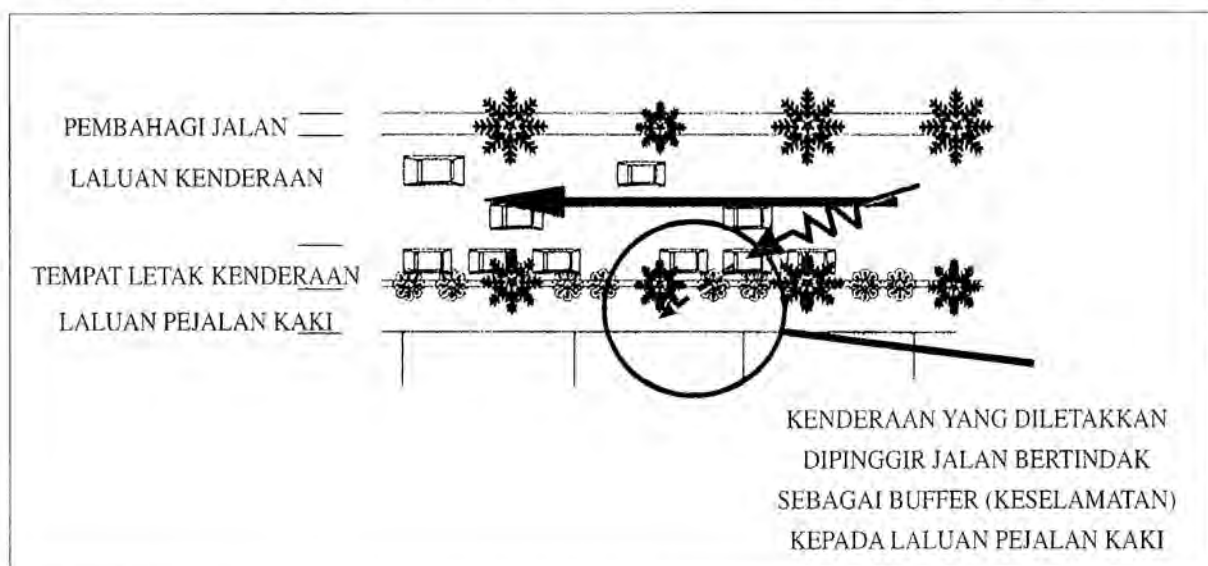 PEMBAHAGI JALAN
LALUAN KENDERAAN
TEMPAT LETAK KENDERAAN
LALUAN PEJALAN KAKI
KENDERAAN YANG DILETAKKAN
DIPINGGIR JALAN BERTINDAK
SEBAGAI BUFFER (KESELAMATAN)
KEPADA LALUAN PEJALAN KAKI